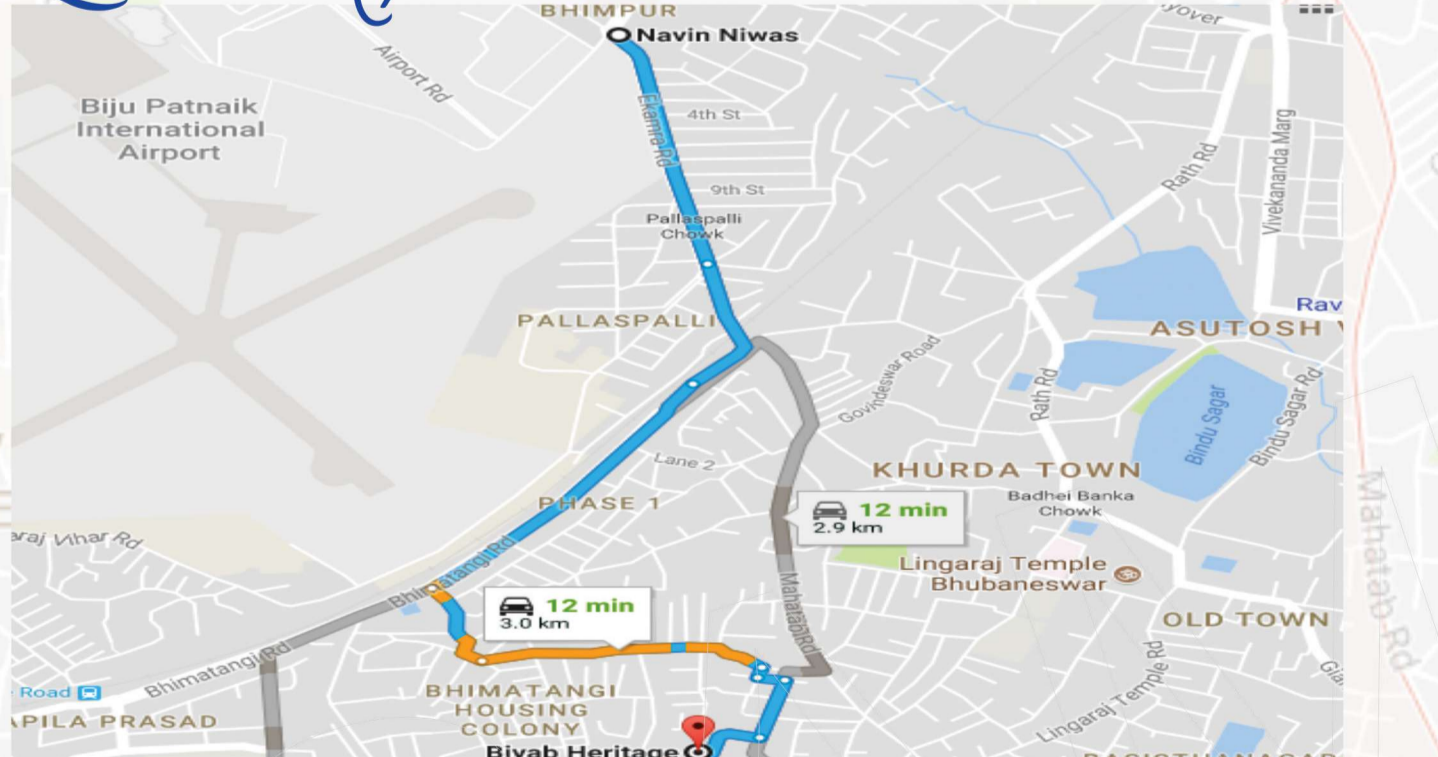 BHIMPUR
Navin Niwas
Airport Rd
Biju Patnaik
International
Airport
Ekamra Rd
4th St
9th St
Pallaspalli
Chowk
Rath Rd
Vivekananda Marg
PALLASPALLI
Rav
ASUTOSH
Govindeswar Road
Rath Rd
Bindu Sagar
Bindu Sagar Rd
Lane 2
KHURDA TOWN
Badhei Banka
Chowk
PHASE 1
12 min
2.9 km
Mahatab Rd
Lingaraj Temple
Bhubaneswar
Bhimatangi Rd
12 min
3.0 km
Mahatab Rd
OLD TOWN
Bhimatangi Rd
Lingaraj Temple Rd
Road
BHIMATANGI
HOUSING
COLONY
APILA PRASAD